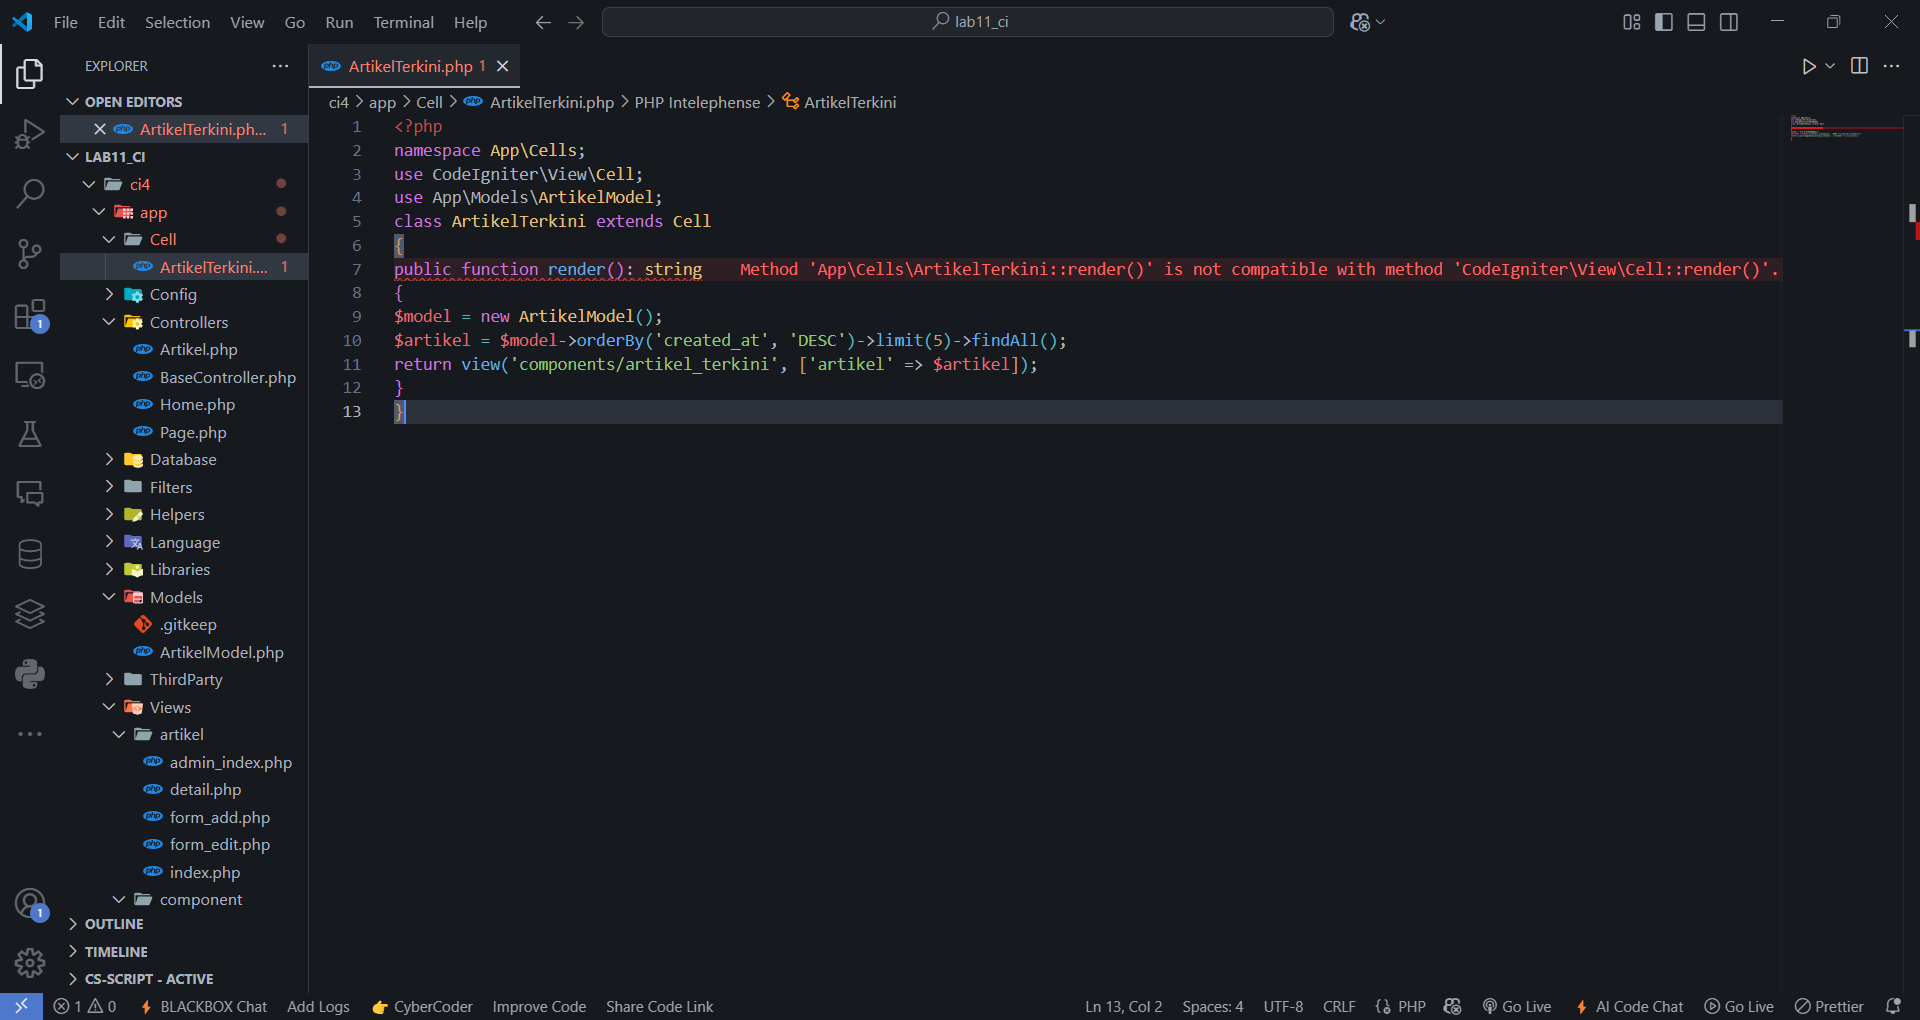 File Edit Selection View Go Run Terminal Help
lab11_ci
EXPLORER
OPEN EDITORS
ArtikelTerkini.ph... 1
LAB11_CI
ci4
app
Cell
ArtikelTerkini.... 1
Config
Controllers
Artikel.php
BaseController.php
Home.php
Page.php
Database
Filters
Helpers
Language
Libraries
Models
.gitkeep
ArtikelModel.php
ThirdParty
Views
artikel
admin_index.php
detail.php
form_add.php
form_edit.php
index.php
component
OUTLINE
TIMELINE
CS-SCRIPT - ACTIVE
1
1
php ArtikelTerkini.php 1
ci4 > app > Cell > php ArtikelTerkini.php > PHP Intelephense > ArtikelTerkini
1 <?php
2 namespace App\Cells;
3 use CodeIgniter\View\Cell;
4 use App\Models\ArtikelModel;
5 class ArtikelTerkini extends Cell
6 {
7 public function render(): string Method 'App\Cells\ArtikelTerkini::render()' is not compatible with method 'CodeIgniter\View\Cell::render()'.
8 {
9 $model = new ArtikelModel();
10 $artikel = $model->orderBy('created_at', 'DESC')->limit(5)->findAll();
11 return view('components/artikel_terkini', ['artikel' => $artikel]);
12 }
13 }
1 0 BLACKBOX Chat Add Logs CyberCoder Improve Code Share Code Link Ln 13, Col 2 Spaces: 4 UTF-8 CRLF PHP Go Live AI Code Chat Go Live Prettier